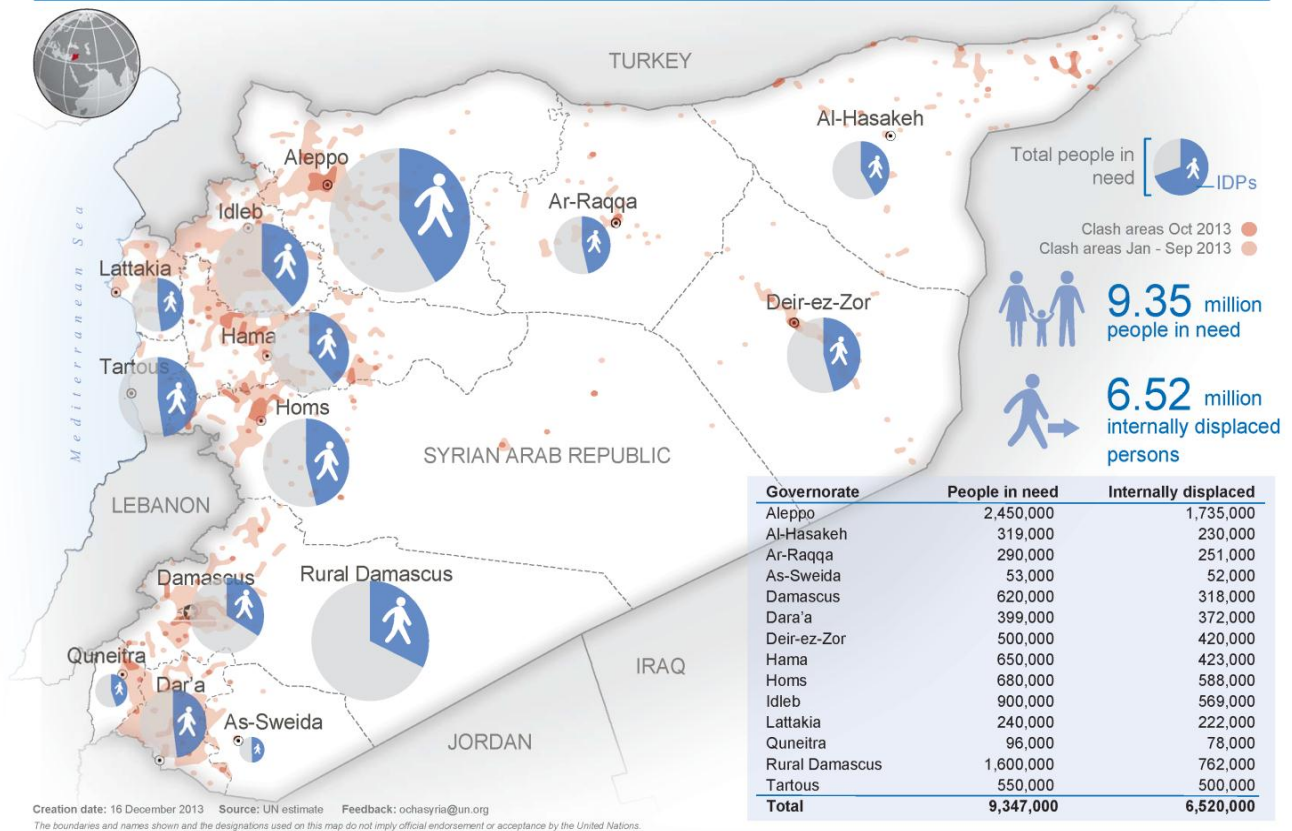 TURKEY
Al-Hasakeh
Aleppo
Ar-Raqqa
Idleb
Lattakia
Deir-ez-Zor
Hama
Tartous
Homs
Mediterranean Sea
SYRIAN ARAB REPUBLIC
LEBANON
Damascus
Rural Damascus
Quneitra
Dar'a
As-Sweida
IRAQ
JORDAN
Total people in
need
IDPs
Clash areas Oct 2013
Clash areas Jan - Sep 2013
9.35 million
people in need
6.52 million
internally displaced
persons
Governorate People in need Internally displaced
Aleppo 2,450,000 1,735,000
Al-Hasakeh 319,000 230,000
Ar-Raqqa 290,000 251,000
As-Sweida 53,000 52,000
Damascus 620,000 318,000
Dara'a 399,000 372,000
Deir-ez-Zor 500,000 420,000
Hama 650,000 423,000
Homs 680,000 588,000
Idleb 900,000 569,000
Lattakia 240,000 222,000
Quneitra 96,000 78,000
Rural Damascus 1,600,000 762,000
Tartous 550,000 500,000
Total 9,347,000 6,520,000
Creation date: 16 December 2013 Source: UN estimate Feedback: ochasyria@un.org
The boundaries and names shown and the designations used on this map do not imply official endorsement or acceptance by the United Nations.